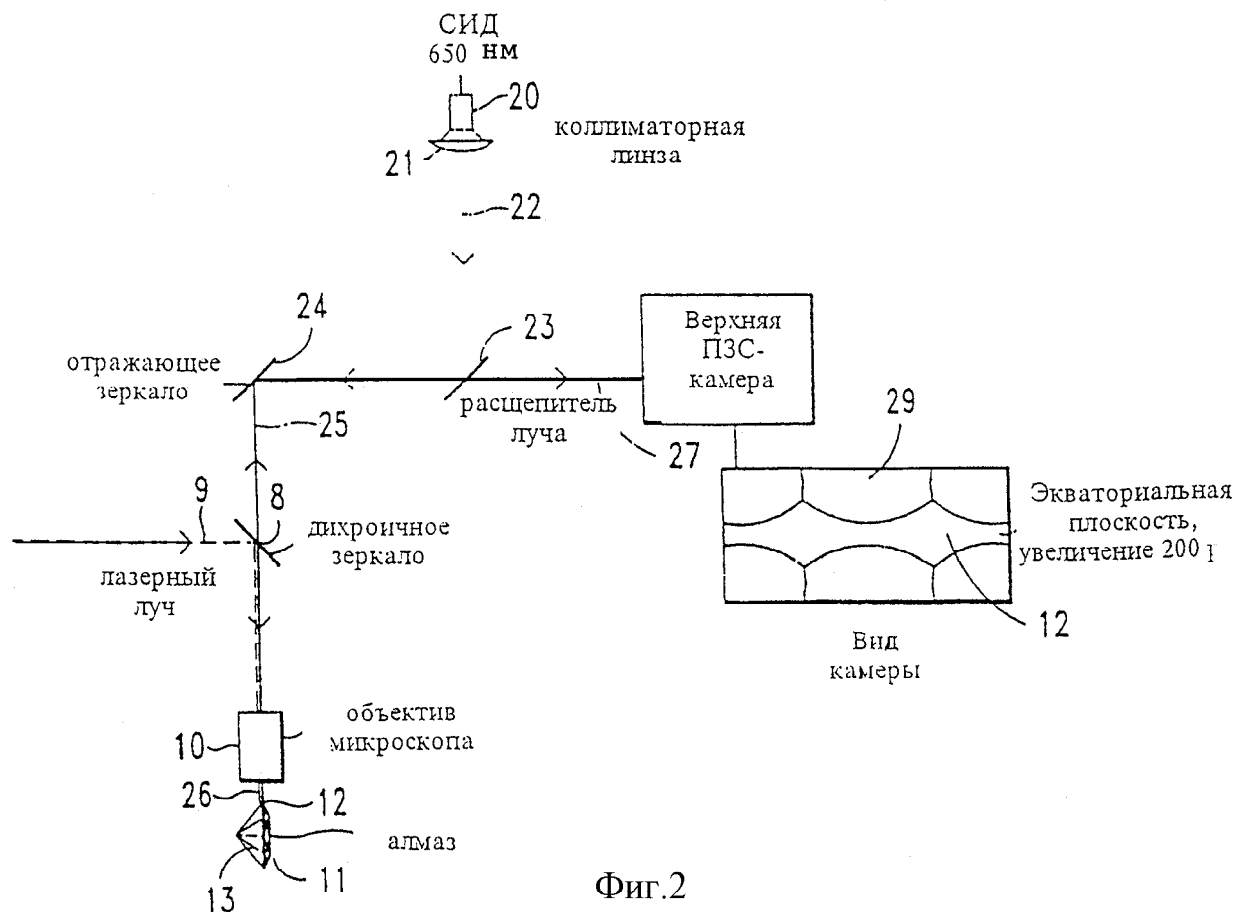 СИД
650 нм
20
коллиматорная
линза
21
22
24
23
Верхняя
ПЗС-
камера
отражающее
зеркало
расщепитель
луча
25
27
29
9
8
дихроичное
зеркало
лазерный
луч
Экваториальная
плоскость,
увеличение 200
12
Вид
камеры
объектив
микроскопа
10
26
12
алмаз
13
11
Фиг.2